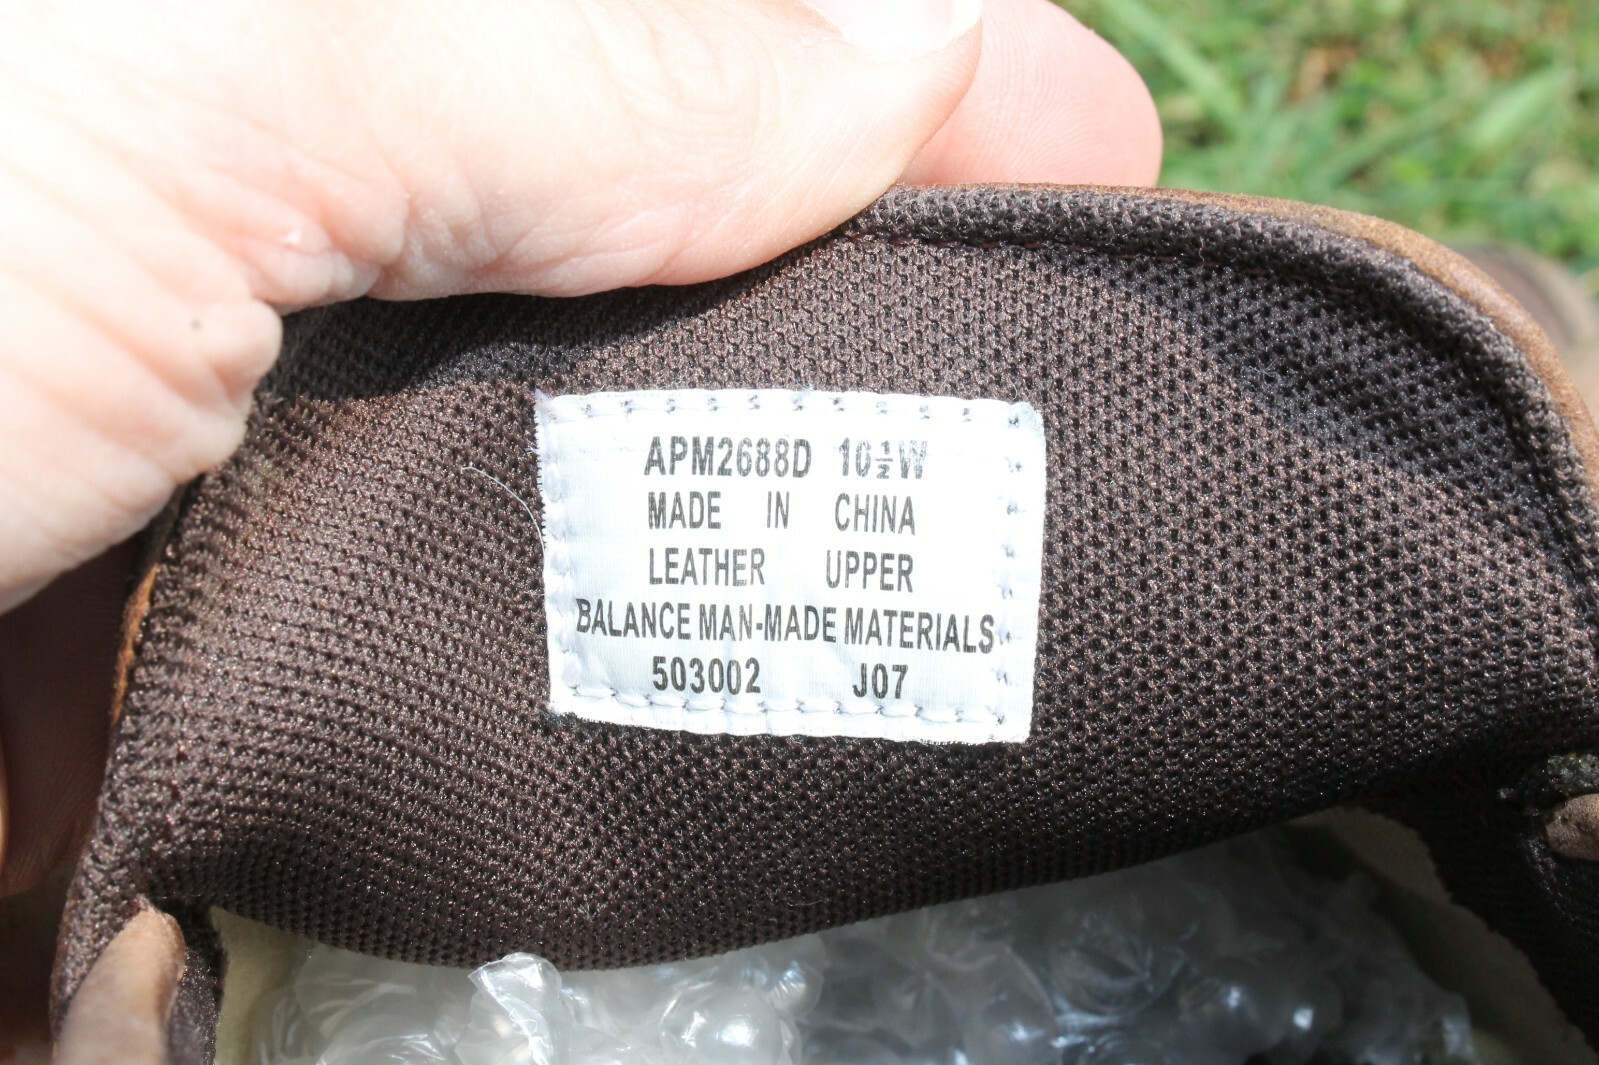 APM2688D 10½W
MADE IN CHINA
LEATHER UPPER
BALANCE MAN-MADE MATERIALS.
503002 J07